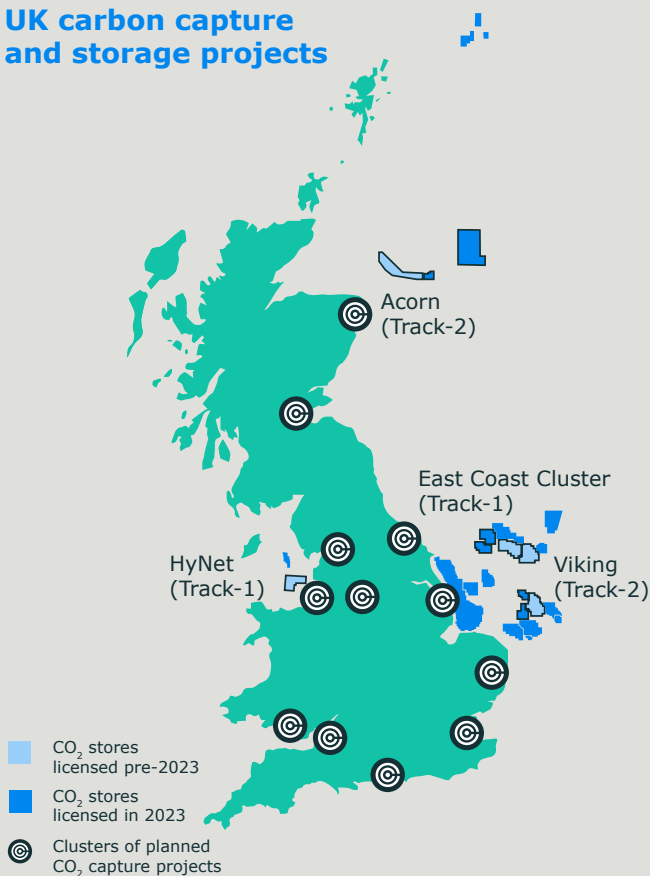 UK carbon capture
and storage projects
Acorn
(Track-2)
East Coast Cluster
(Track-1)
HyNet
(Track-1)
Viking
(Track-2)
CO₂ stores
licensed pre-2023
CO₂ stores
licensed in 2023
Clusters of planned
CO₂ capture projects